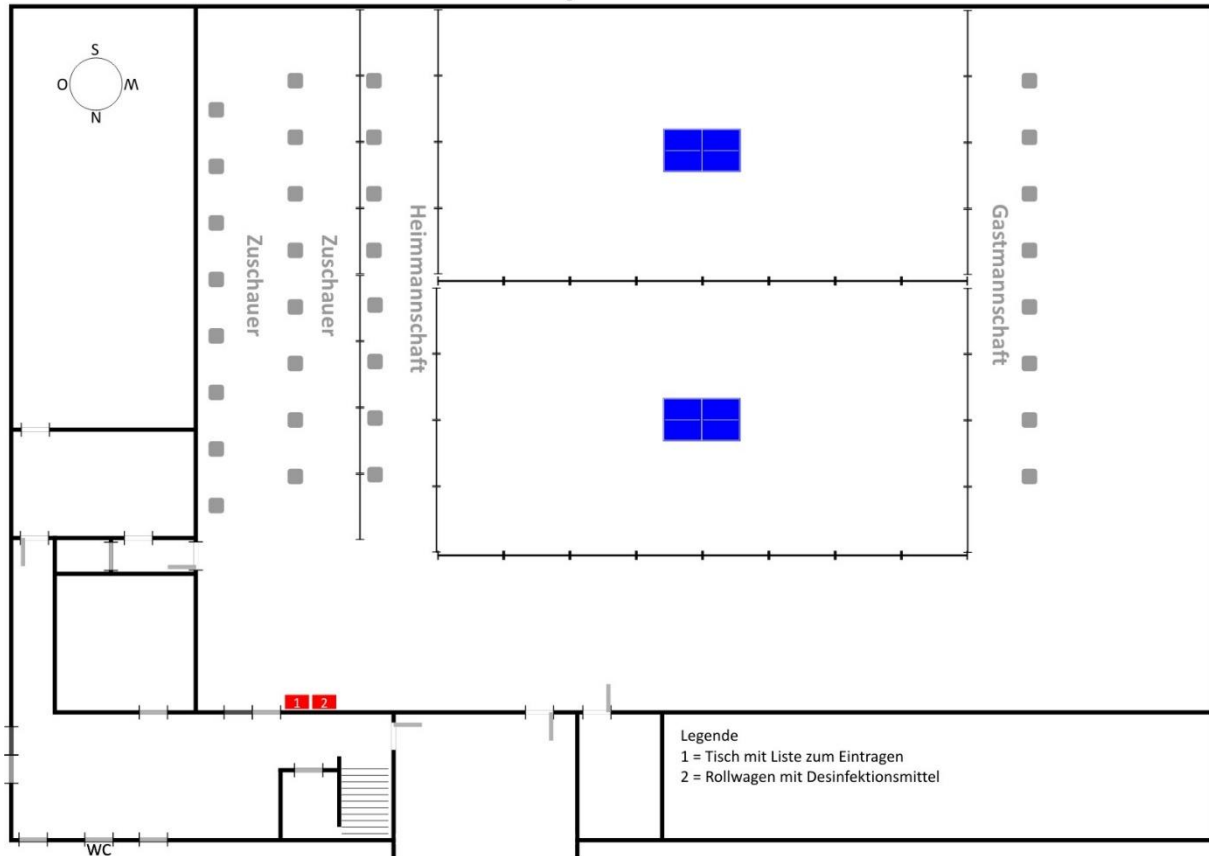 S
O
W
N
Zuschauer
Zuschauer
Heimmannschaft
Gastmannschaft
1
2
Legende
1 = Tisch mit Liste zum Eintragen
2 = Rollwagen mit Desinfektionsmittel
WC